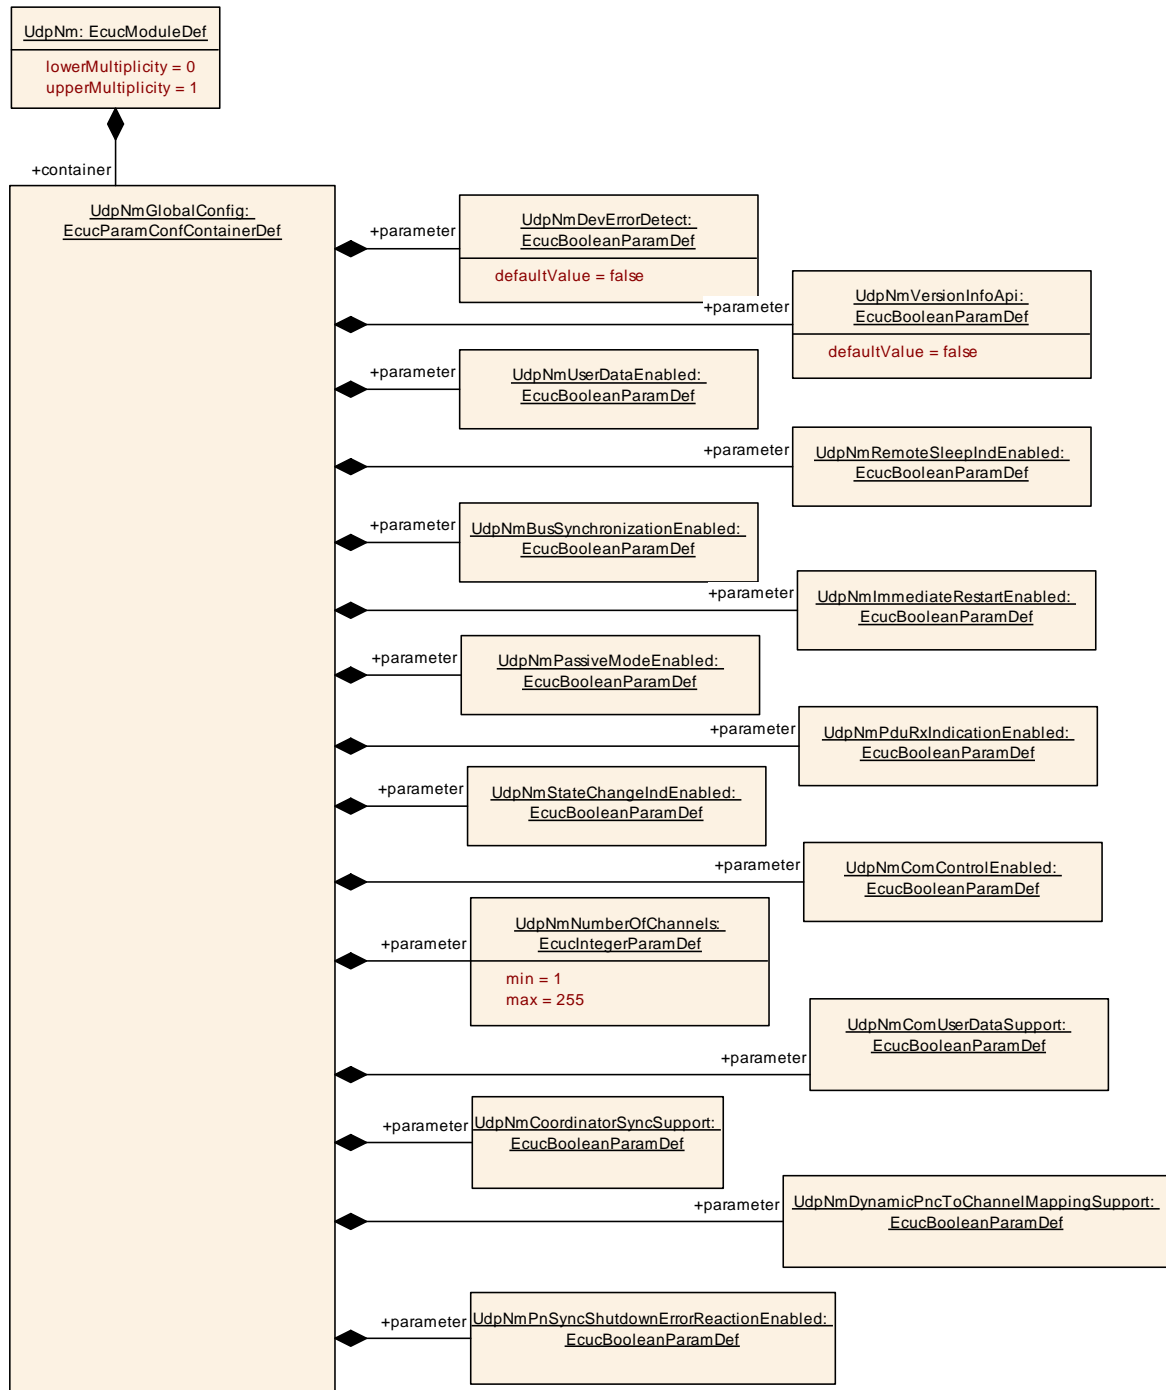 UdpNm: EcucModuleDef
lowerMultiplicity = 0
upperMultiplicity = 1
+container
UdpNmGlobalConfig:
EcucParamConfContainerDef
+parameter
UdpNmDevErrorDetect:
EcucBooleanParamDef
defaultValue = false
+parameter
UdpNmVersionInfoApi:
EcucBooleanParamDef
defaultValue = false
+parameter
UdpNmUserDataEnabled:
EcucBooleanParamDef
+parameter
UdpNmRemoteSleepIndEnabled:
EcucBooleanParamDef
+parameter
UdpNmBusSynchronizationEnabled:
EcucBooleanParamDef
+parameter
UdpNmImmediateRestartEnabled:
EcucBooleanParamDef
+parameter
UdpNmPassiveModeEnabled:
EcucBooleanParamDef
+parameter
UdpNmPduRxIndicationEnabled:
EcucBooleanParamDef
+parameter
UdpNmStateChangeIndEnabled:
EcucBooleanParamDef
+parameter
UdpNmComControlEnabled:
EcucBooleanParamDef
+parameter
UdpNmNumberOfChannels:
EcucIntegerParamDef
min = 1
max = 255
+parameter
UdpNmComUserDataSupport:
EcucBooleanParamDef
+parameter
UdpNmCoordinatorSyncSupport:
EcucBooleanParamDef
+parameter
UdpNmDynamicPncToChannelMappingSupport:
EcucBooleanParamDef
+parameter
UdpNmPnSyncShutdownErrorReactionEnabled:
EcucBooleanParamDef